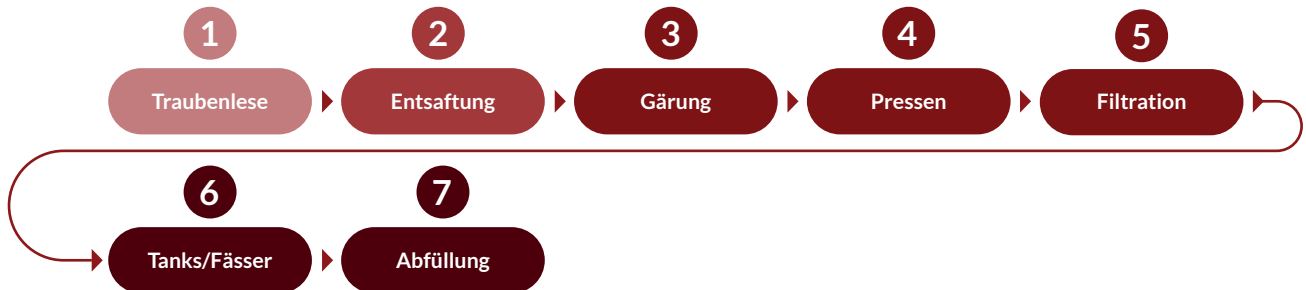 1
2
3
4
5
Traubenlese
Entsaftung
Gärung
Pressen
Filtration
6
7
Tanks/Fässer
Abfüllung